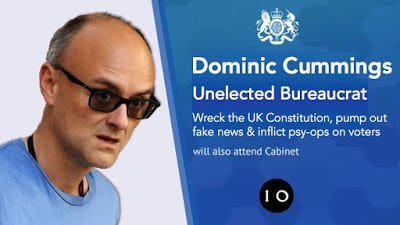 Dominic Cummings
Unelected Bureaucrat
Wreck the UK Constitution, pump out
fake news & inflict psy-ops on voters
will also attend Cabinet
10